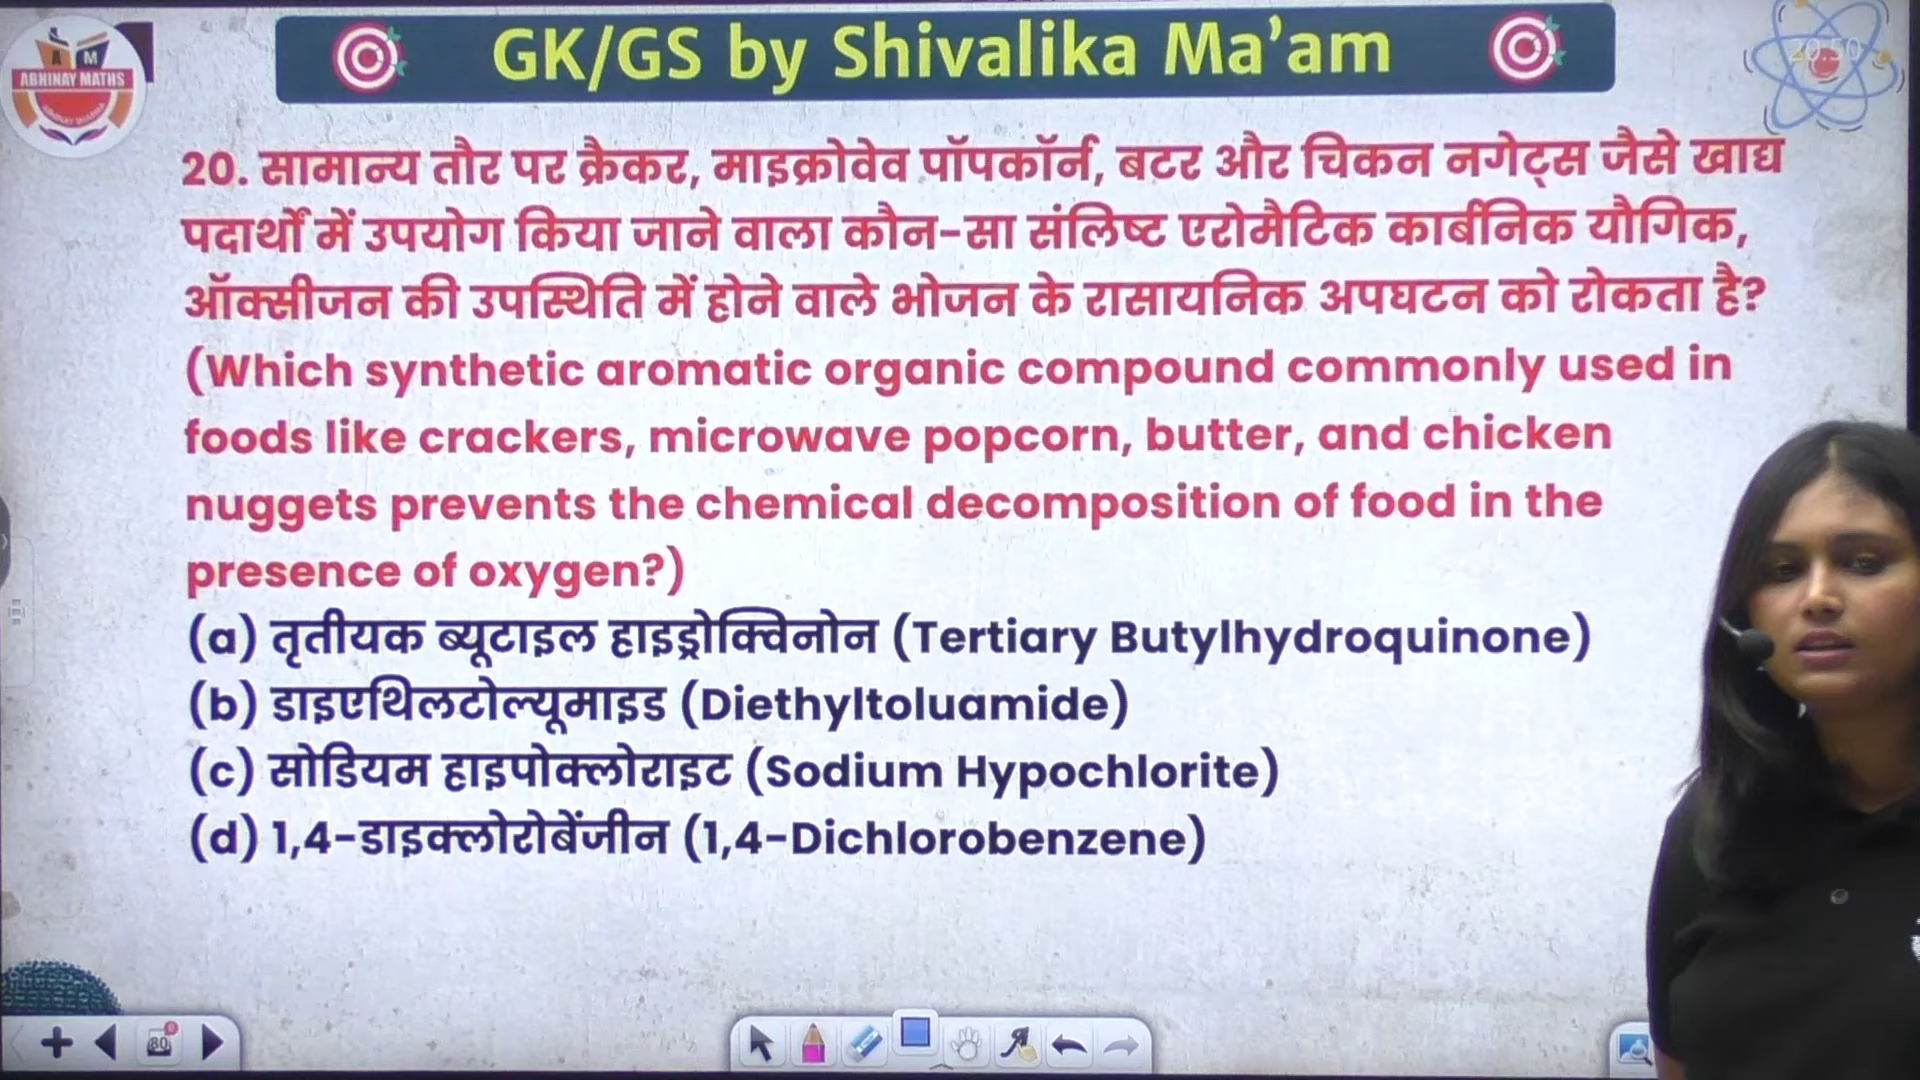 GK/GS by Shivalika Ma'am
A M
ABHINAY MATHS
20:50
20. सामान्य तौर पर क्रैकर, माइक्रोवेव पॉपकॉर्न, बटर और चिकन नगेट्स जैसे खाद्य
पदार्थों में उपयोग किया जाने वाला कौन-सा संलिष्ट एरोमैटिक कार्बनिक यौगिक,
ऑक्सीजन की उपस्थिति में होने वाले भोजन के रासायनिक अपघटन को रोकता है?
(Which synthetic aromatic organic compound commonly used in
foods like crackers, microwave popcorn, butter, and chicken
nuggets prevents the chemical decomposition of food in the
presence of oxygen?)
(a) तृतीयक ब्यूटाइल हाइड्रोक्विनोन (Tertiary Butylhydroquinone)
(b) डाइएथिलटोल्यूमाइड (Diethyltoluamide)
(c) सोडियम हाइपोक्लोराइट (Sodium Hypochlorite)
(d) 1,4-डाइक्लोरोबेंजीन (1,4-Dichlorobenzene)
80